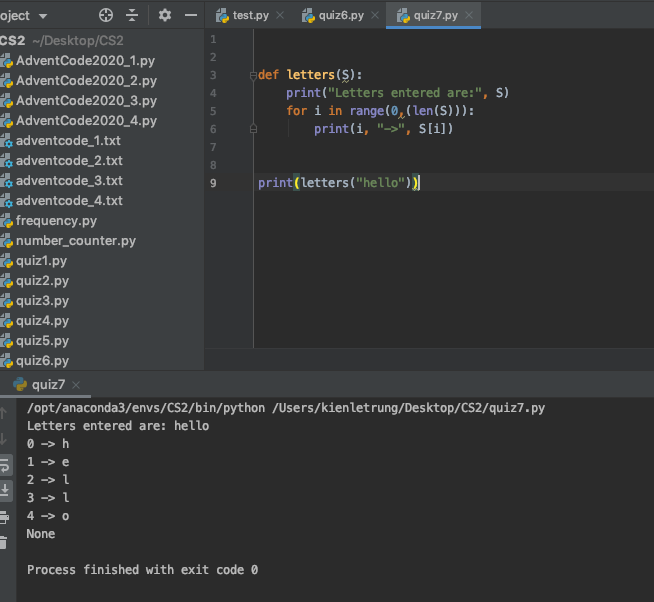 oject
test.py
quiz6.py
quiz7.py
CS2 ~/Desktop/CS2
AdventCode2020_1.py
AdventCode2020_2.py
AdventCode2020_3.py
AdventCode2020_4.py
adventcode_1.txt
adventcode_2.txt
adventcode_3.txt
adventcode_4.txt
frequency.py
number_counter.py
quiz1.py
quiz2.py
quiz3.py
quiz4.py
quiz5.py
quiz6.py
1
2
3 def letters(S):
4 print("Letters entered are:", S)
5 for i in range(0,(len(S))):
6 print(i, "->", S[i])
7
8
9 print(letters("hello"))
quiz7
/opt/anaconda3/envs/CS2/bin/python /Users/kienletrung/Desktop/CS2/quiz7.py
Letters entered are: hello
0 -> h
1 -> e
2 -> l
3 -> l
4 -> o
None
Process finished with exit code 0